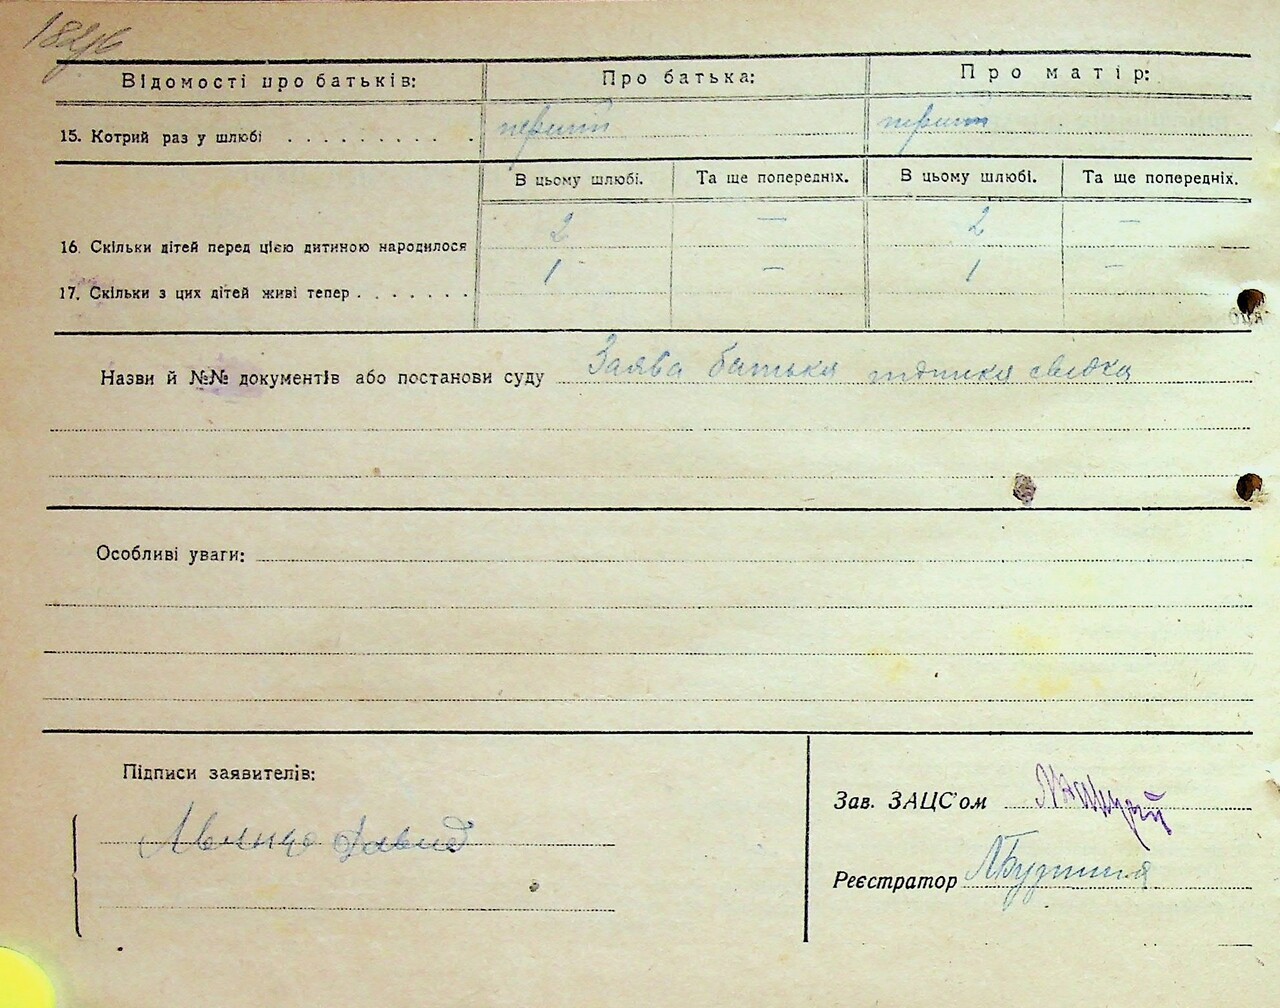 Відомості про батьків: Про батька: Про матір:
15. Котрий раз у шлюбі . . . . . . . . . . перший перший
В цьому шлюбі. Та ще попередніх. В цьому шлюбі. Та ще попередніх.
16. Скільки дітей перед цією дитиною народилося 2 — 2 —
17. Скільки з цих дітей живі тепер . . . . . . . 1 — 1 —
Назви й №№ документів або постанови суду Заява батька свідка
Особливі уваги:
Підписи заявителів:
Зав. ЗАЦС'ом
Давид
Реєстратор